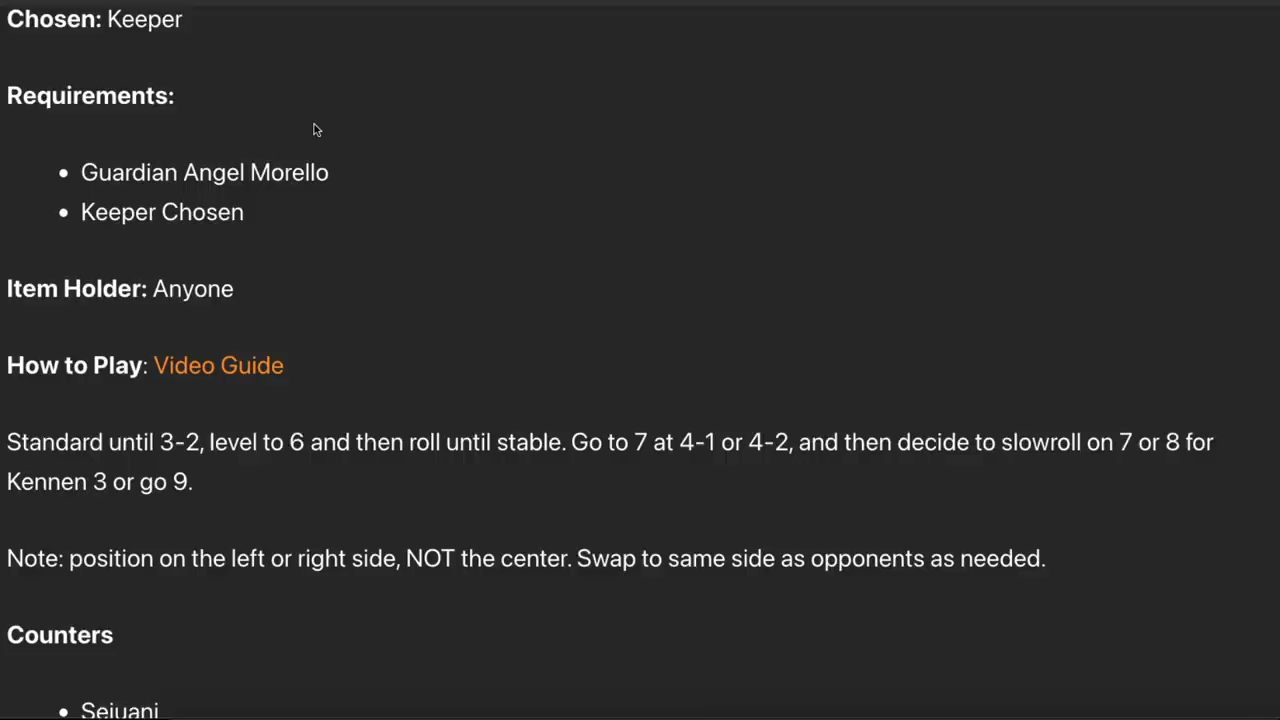 Chosen: Keeper
Requirements:
• Guardian Angel Morello
• Keeper Chosen
Item Holder: Anyone
How to Play: Video Guide
Standard until 3-2, level to 6 and then roll until stable. Go to 7 at 4-1 or 4-2, and then decide to slowroll on 7 or 8 for
Kennen 3 or go 9.
Note: position on the left or right side, NOT the center. Swap to same side as opponents as needed.
Counters
• Sejuani